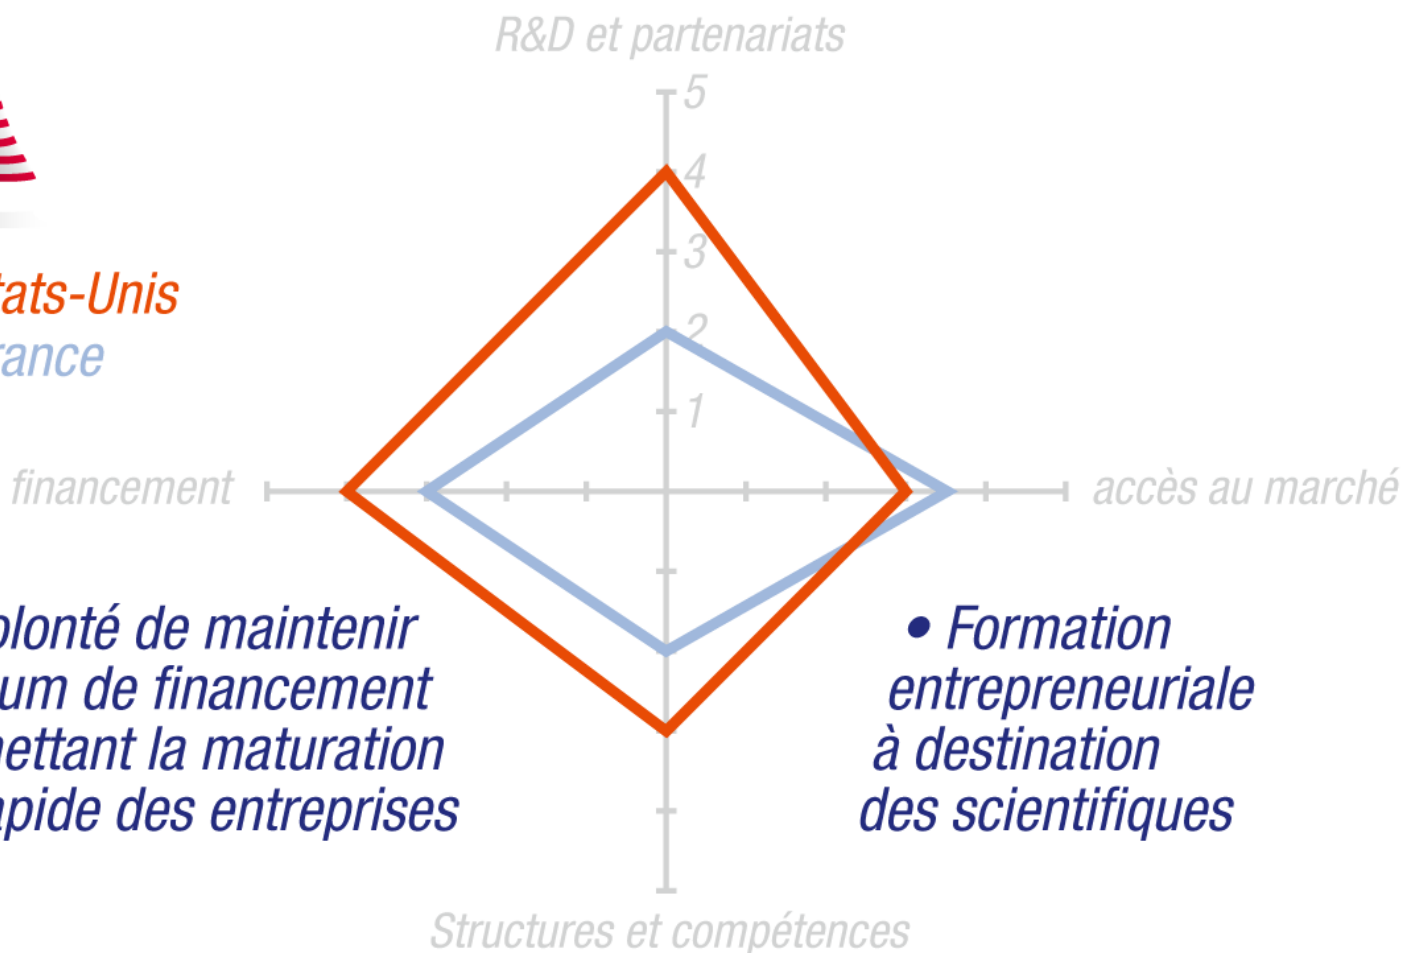 R&D et partenariats
5
4
3
2
1
tats-Unis
rance
financement
accès au marché
olonté de maintenir
um de financement
ettant la maturation
apide des entreprises
• Formation
entrepreneuriale
à destination
des scientifiques
Structures et compétences